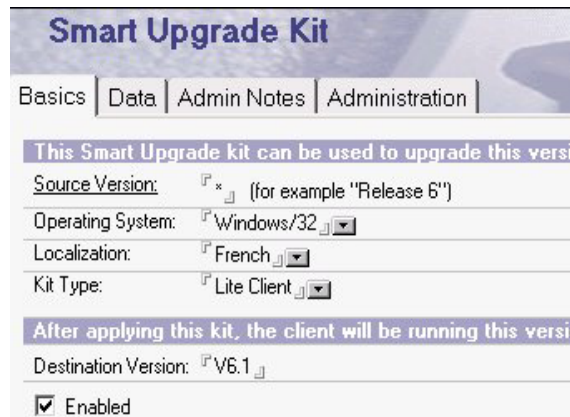 Smart Upgrade Kit
Basics | Data | Admin Notes | Administration
This Smart Upgrade kit can be used to upgrade this versi
Source Version: * (for example "Release 6")
Operating System: Windows/32
Localization: French
Kit Type: Lite Client
After applying this kit, the client will be running this versi
Destination Version: V6.1
Enabled